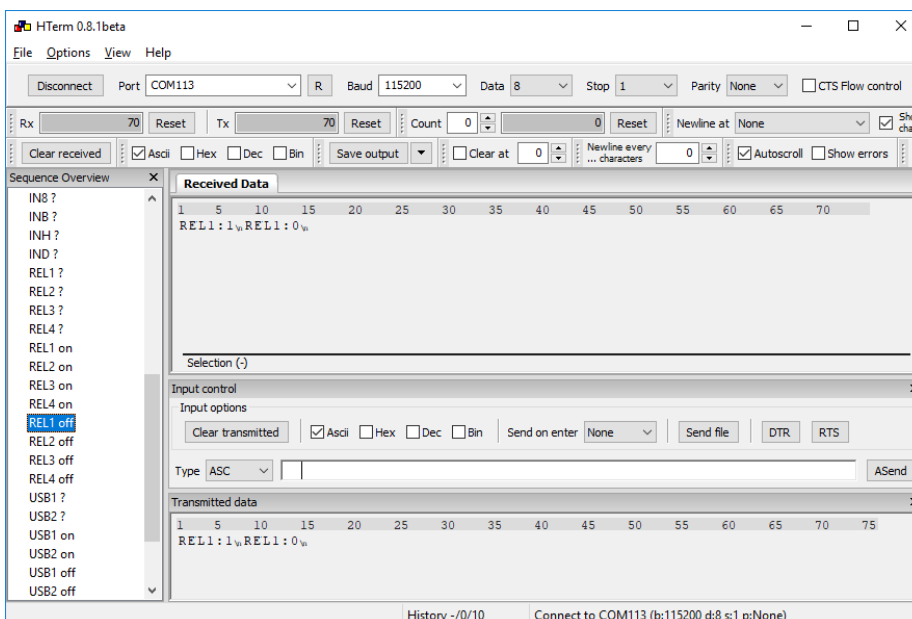 HTerm 0.8.1beta
File Options View Help
Disconnect Port COM113 R Baud 115200 Data 8 Stop 1 Parity None CTS Flow control
Rx 70 Reset Tx 70 Reset Count 0 0 Reset Newline at None
Clear received Ascii Hex Dec Bin Save output Clear at 0 Newline every ... characters 0 Autoscroll Show errors
Sequence Overview
IN8 ?
INB ?
INH ?
IND ?
REL1 ?
REL2 ?
REL3 ?
REL4 ?
REL1 on
REL2 on
REL3 on
REL4 on
REL1 off
REL2 off
REL3 off
REL4 off
USB1 ?
USB2 ?
USB1 on
USB2 on
USB1 off
USB2 off
Received Data
1 5 10 15 20 25 30 35 40 45 50 55 60 65 70
REL1:1\nREL1:0\n
Selection (-)
Input control
Input options
Clear transmitted Ascii Hex Dec Bin Send on enter None Send file DTR RTS
Type ASC ASend
Transmitted data
1 5 10 15 20 25 30 35 40 45 50 55 60 65 70 75
REL1:1\nREL1:0\n
History -/0/10 Connect to COM113 (b:115200 d:8 s:1 p:None)